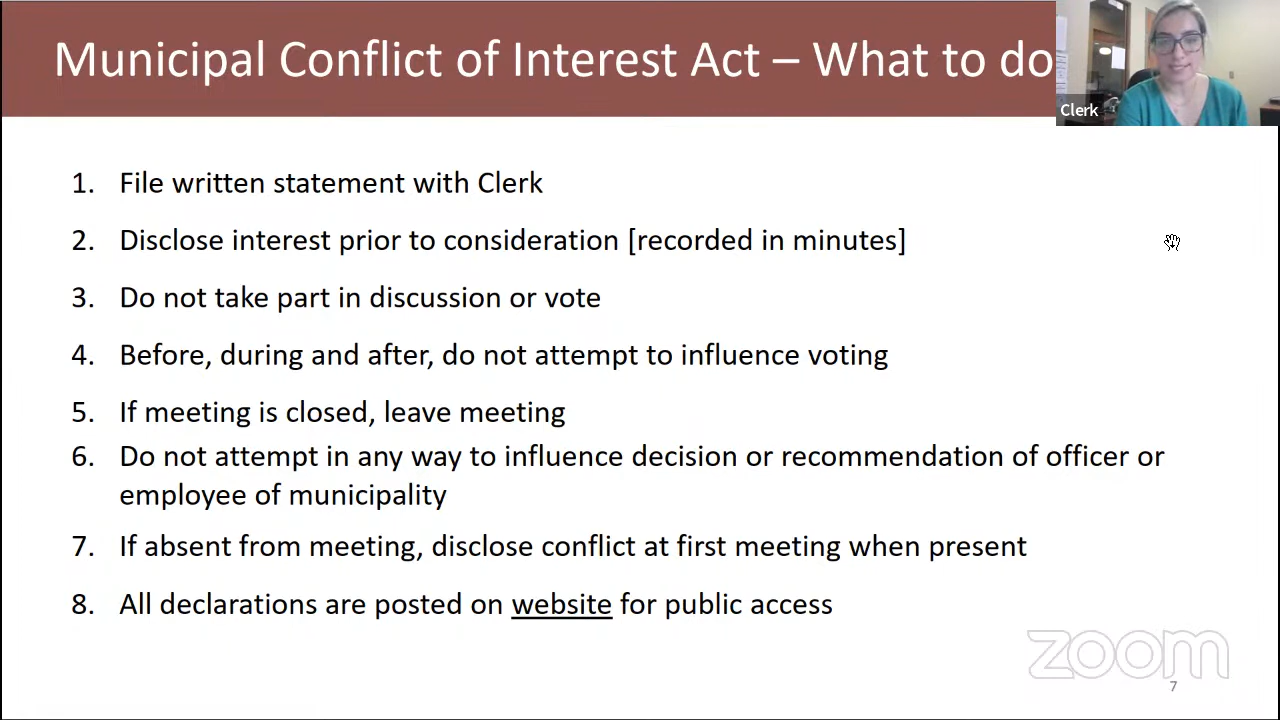 Municipal Conflict of Interest Act – What to do
Clerk
1. File written statement with Clerk
2. Disclose interest prior to consideration [recorded in minutes]
3. Do not take part in discussion or vote
4. Before, during and after, do not attempt to influence voting
5. If meeting is closed, leave meeting
6. Do not attempt in any way to influence decision or recommendation of officer or
employee of municipality
7. If absent from meeting, disclose conflict at first meeting when present
8. All declarations are posted on website for public access
zoom
7